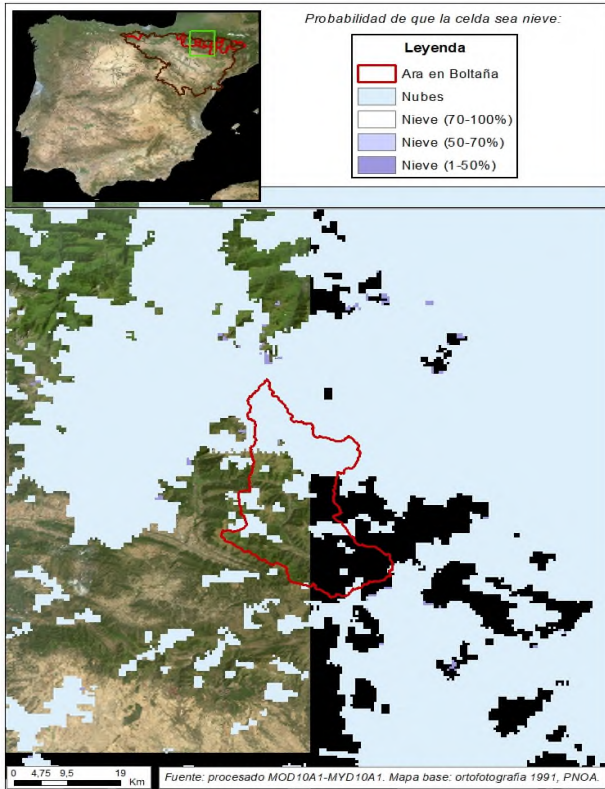 Probabilidad de que la celda sea nieve:
Leyenda
Ara en Boltaña
Nubes
Nieve (70-100%)
Nieve (50-70%)
Nieve (1-50%)
0 4,75 9,5 19
Km
Fuente: procesado MOD10A1-MYD10A1. Mapa base: ortofotografía 1991, PNOA.